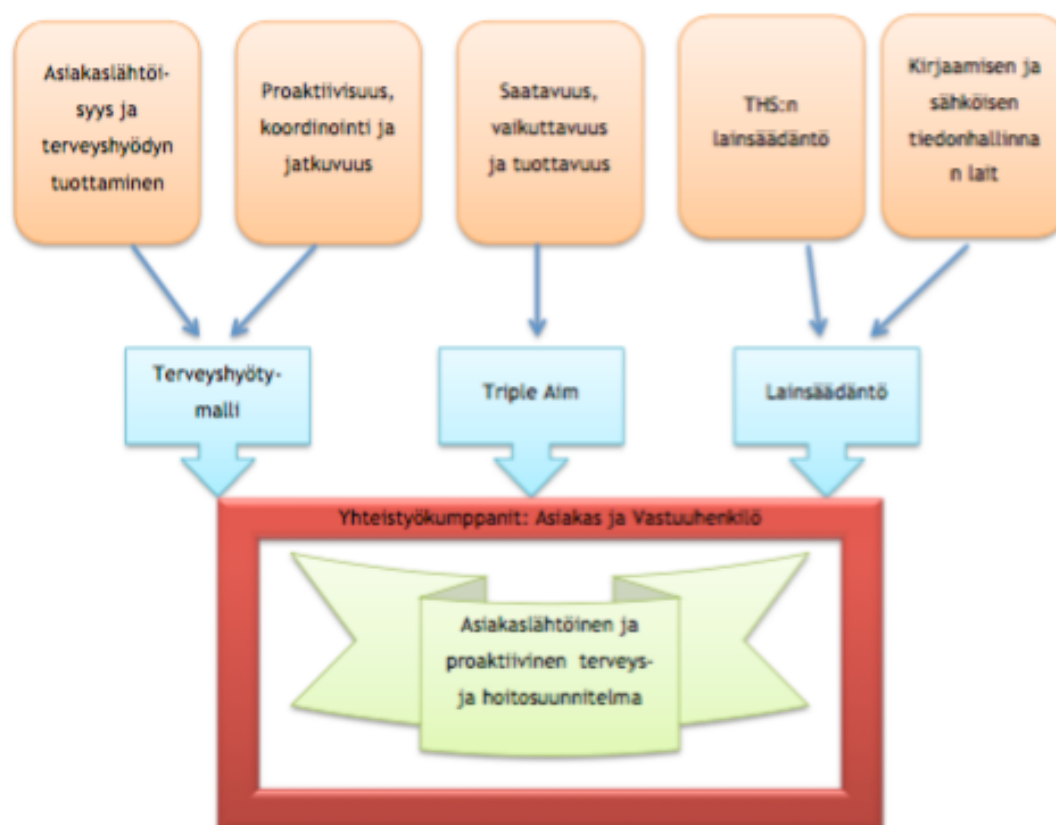 Asiakaslähtöi-
syys ja
terveyshyödyn
tuottaminen
Proaktiivisuus,
koordinointi ja
jatkuvuus
Saatavuus,
vaikuttavuus
ja tuottavuus
THS:n
lainsäädäntö
Kirjaamisen ja
sähköisen
tiedonhallinna
n lait
Terveyshyöty-
malli
Triple Aim
Lainsäädäntö
Yhteistyökumppanit: Asiakas ja Vastuuhenkilö
Asiakaslähtöinen ja
proaktiivinen terveys-
ja hoitosuunnitelma